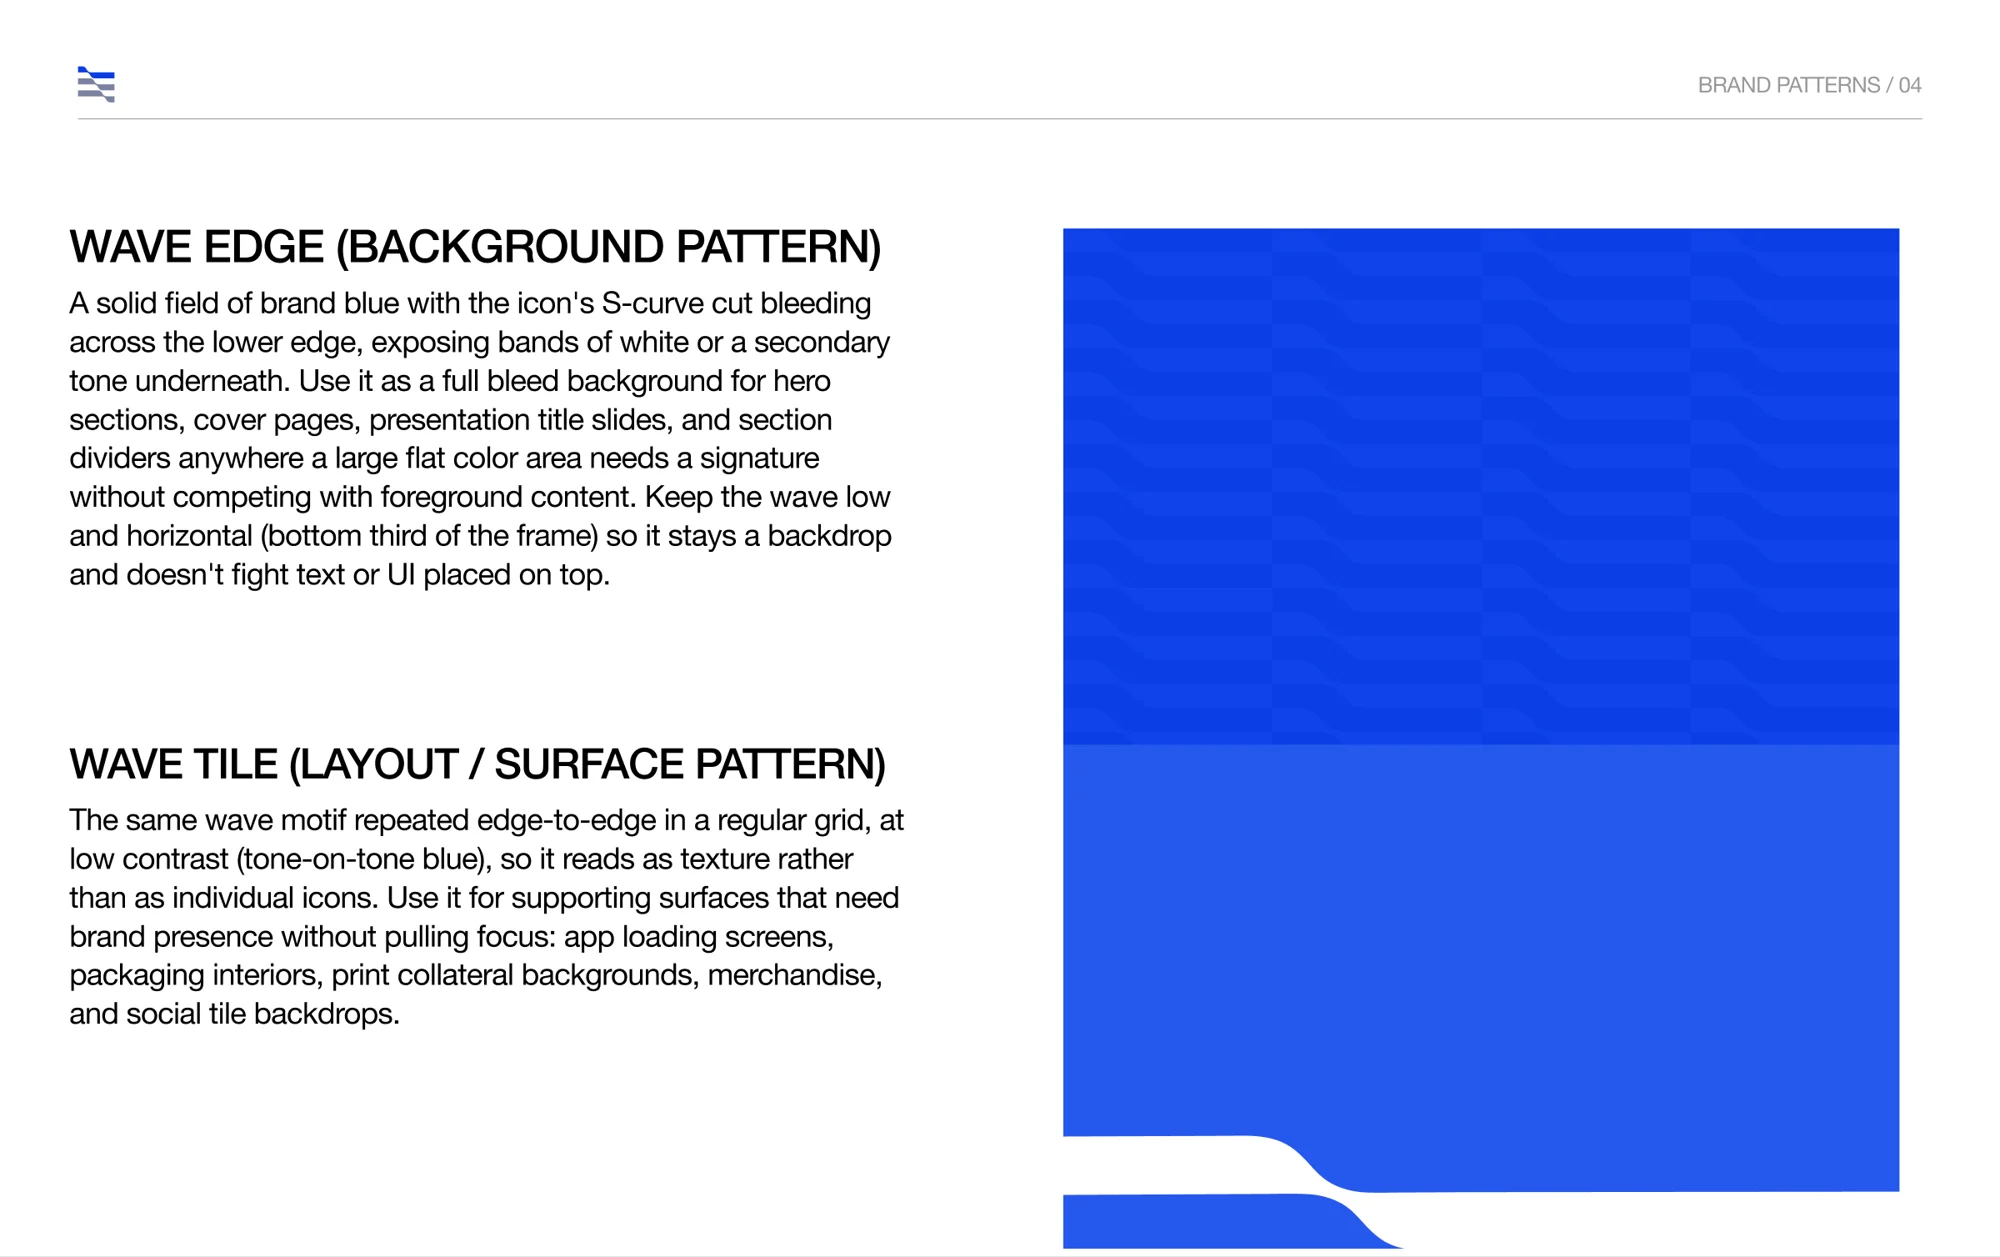 BRAND PATTERNS / 04
WAVE EDGE (BACKGROUND PATTERN)
A solid field of brand blue with the icon's S-curve cut bleeding
across the lower edge, exposing bands of white or a secondary
tone underneath. Use it as a full bleed background for hero
sections, cover pages, presentation title slides, and section
dividers anywhere a large flat color area needs a signature
without competing with foreground content. Keep the wave low
and horizontal (bottom third of the frame) so it stays a backdrop
and doesn't fight text or UI placed on top.
WAVE TILE (LAYOUT / SURFACE PATTERN)
The same wave motif repeated edge-to-edge in a regular grid, at
low contrast (tone-on-tone blue), so it reads as texture rather
than as individual icons. Use it for supporting surfaces that need
brand presence without pulling focus: app loading screens,
packaging interiors, print collateral backgrounds, merchandise,
and social tile backdrops.